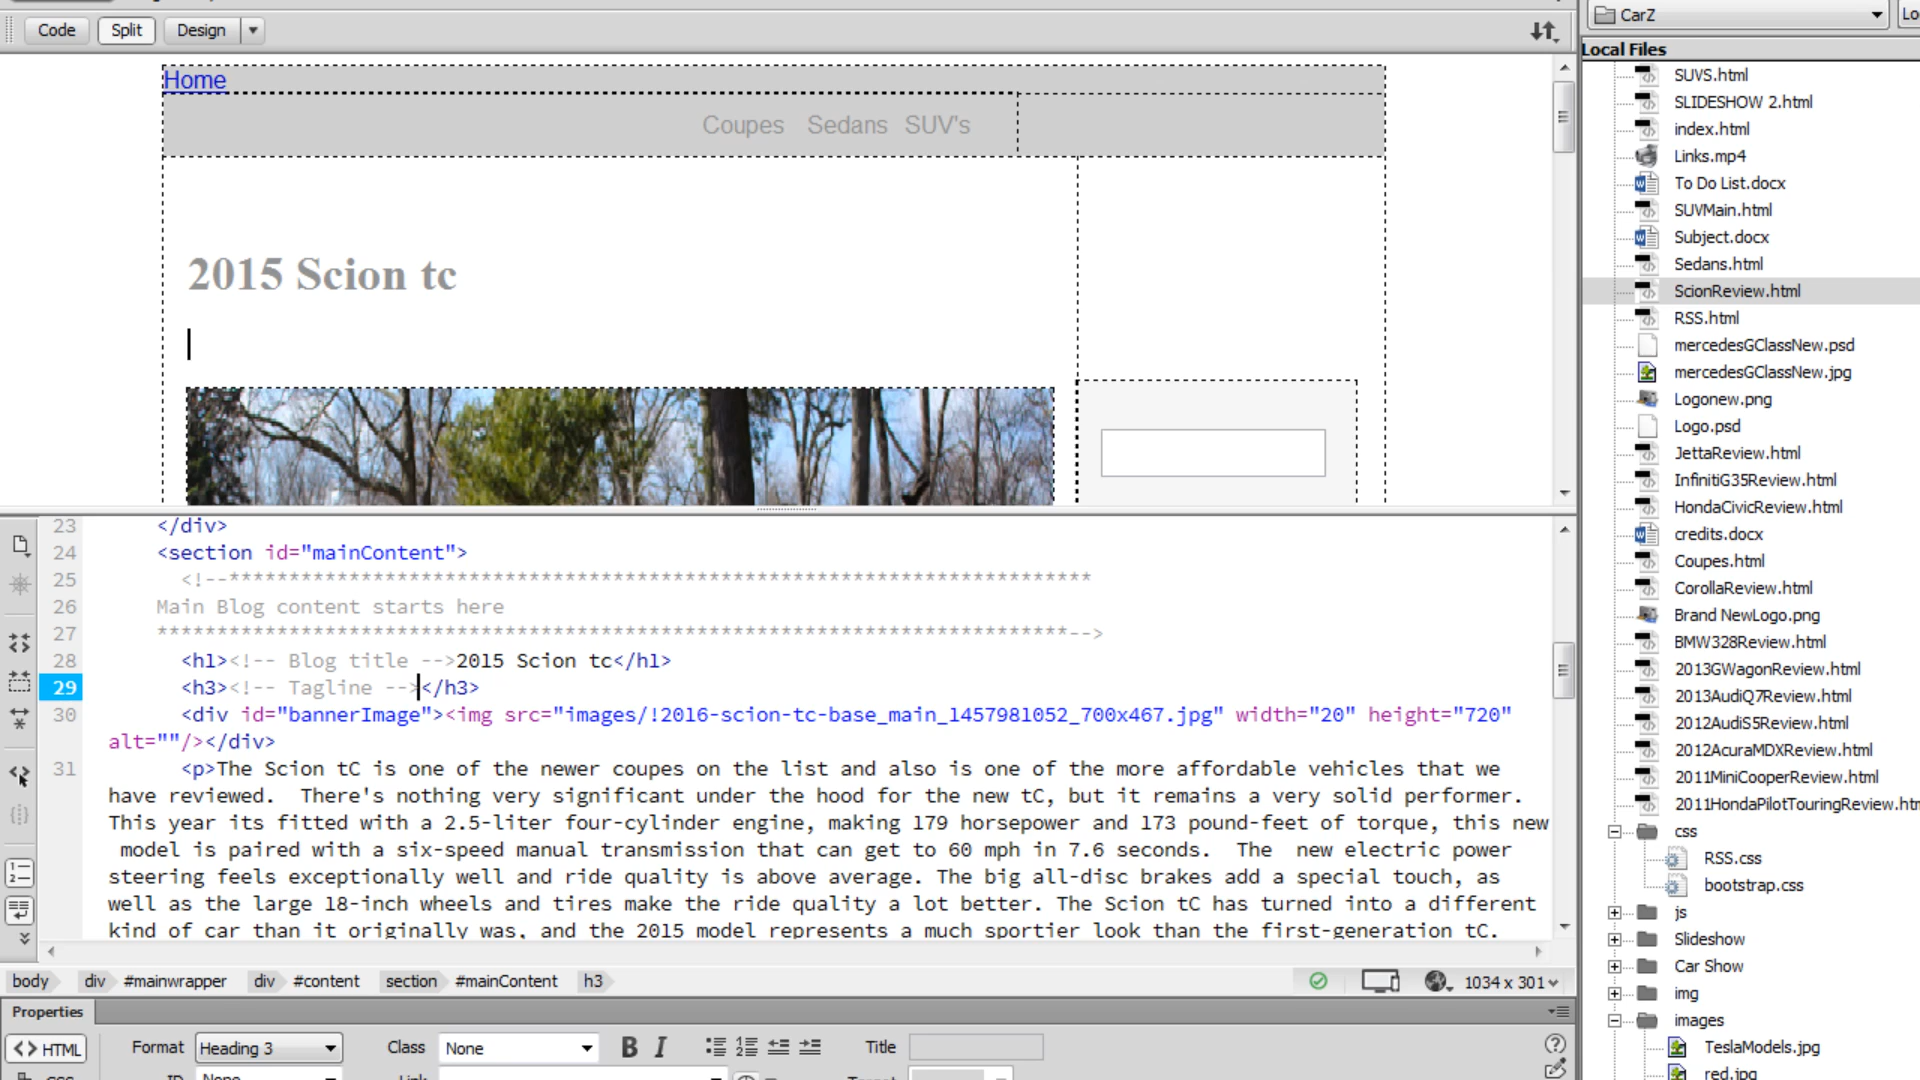 Code Split Design
CarZ
Lo
Local Files
Home
Coupes Sedans SUV's
2015 Scion tc
SUVS.html
SLIDESHOW 2.html
index.html
Links.mp4
To Do List.docx
SUVMain.html
Subject.docx
Sedans.html
ScionReview.html
RSS.html
mercedesGClassNew.psd
mercedesGClassNew.jpg
Logonew.png
Logo.psd
JettaReview.html
InfinitiG35Review.html
HondaCivicReview.html
credits.docx
Coupes.html
CorollaReview.html
Brand NewLogo.png
BMW328Review.html
2013GWagonReview.html
2013AudiQ7Review.html
2012AudiS5Review.html
2012AcuraMDXReview.html
2011MiniCooperReview.html
2011HondaPilotTouringReview.htm
css
RSS.css
bootstrap.css
js
Slideshow
Car Show
img
images
TeslaModels.jpg
red.jpg
23 </div>
24 <section id="mainContent">
25 <!--************************************************************************
26 Main Blog content starts here
27 ****************************************************************************-->
28 <h1><!-- Blog title -->2015 Scion tc</h1>
29 <h3><!-- Tagline --></h3>
30 <div id="bannerImage"><img src="images/!2016-scion-tc-base_main_1457981052_700x467.jpg" width="20" height="720"
alt=""/></div>
31 <p>The Scion tC is one of the newer coupes on the list and also is one of the more affordable vehicles that we
have reviewed.  There's nothing very significant under the hood for the new tC, but it remains a very solid performer.
This year its fitted with a 2.5-liter four-cylinder engine, making 179 horsepower and 173 pound-feet of torque, this new
model is paired with a six-speed manual transmission that can get to 60 mph in 7.6 seconds.  The  new electric power
steering feels exceptionally well and ride quality is above average. The big all-disc brakes add a special touch, as
well as the large 18-inch wheels and tires make the ride quality a lot better. The Scion tC has turned into a different
kind of car than it originally was, and the 2015 model represents a much sportier look than the first-generation tC.
body div #mainwrapper div #content section #mainContent h3
1034 x 301
Properties
<> HTML Format Heading 3 Class None B I Title